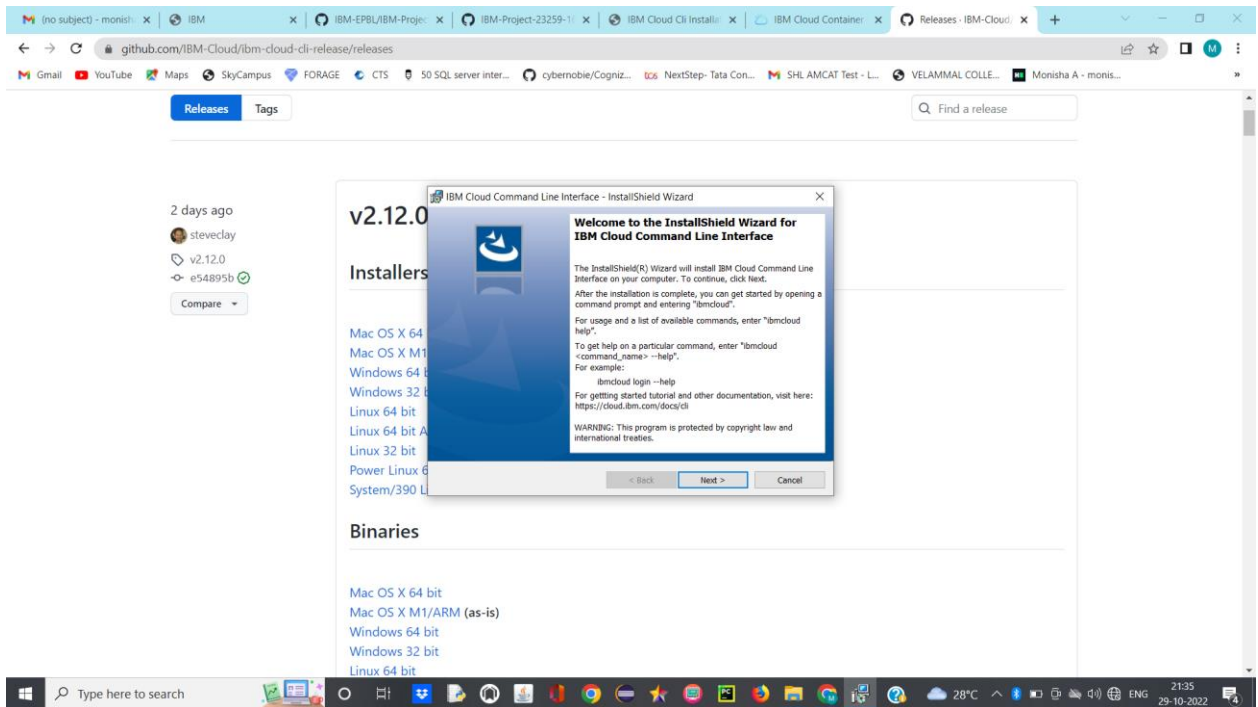 (no subject) - monish
IBM
IBM-EPBL/IBM-Projec
IBM-Project-23259-1
IBM Cloud Cli Installa
IBM Cloud Container
Releases · IBM-Cloud/
github.com/IBM-Cloud/ibm-cloud-cli-release/releases
M
Gmail
YouTube
Maps
SkyCampus
FORAGE
CTS
50 SQL server inter...
cybernobie/Cogniz...
NextStep- Tata Con...
SHL AMCAT Test - L...
VELAMMAL COLLE...
Monisha A - monis...
»
Releases
Tags
Find a release
2 days ago
steveclay
v2.12.0
e54895b
Compare
v2.12.0
Installers
Mac OS X 64
Mac OS X M1
Windows 64 b
Windows 32 b
Linux 64 bit
Linux 64 bit A
Linux 32 bit
Power Linux 6
System/390 L
IBM Cloud Command Line Interface - InstallShield Wizard
Welcome to the InstallShield Wizard for
IBM Cloud Command Line Interface
The InstallShield(R) Wizard will install IBM Cloud Command Line
Interface on your computer. To continue, click Next.
After the installation is complete, you can get started by opening a
command prompt and entering "ibmcloud".
For usage and a list of available commands, enter "ibmcloud
help".
To get help on a particular command, enter "ibmcloud
<command_name> --help".
For example:
ibmcloud login --help
For gettting started tutorial and other documentation, visit here:
https://cloud.ibm.com/docs/cli
WARNING: This program is protected by copyright law and
international treaties.
< Back
Next >
Cancel
Binaries
Mac OS X 64 bit
Mac OS X M1/ARM (as-is)
Windows 64 bit
Windows 32 bit
Linux 64 bit
Type here to search
28°C
ENG
21:35
29-10-2022
4